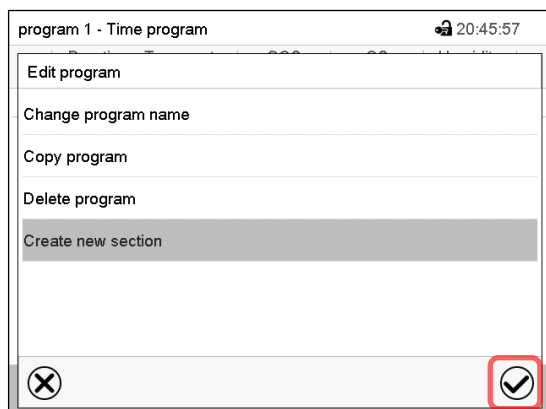 program 1 - Time program 20:45:57
Edit program
Change program name
Copy program
Delete program
Create new section